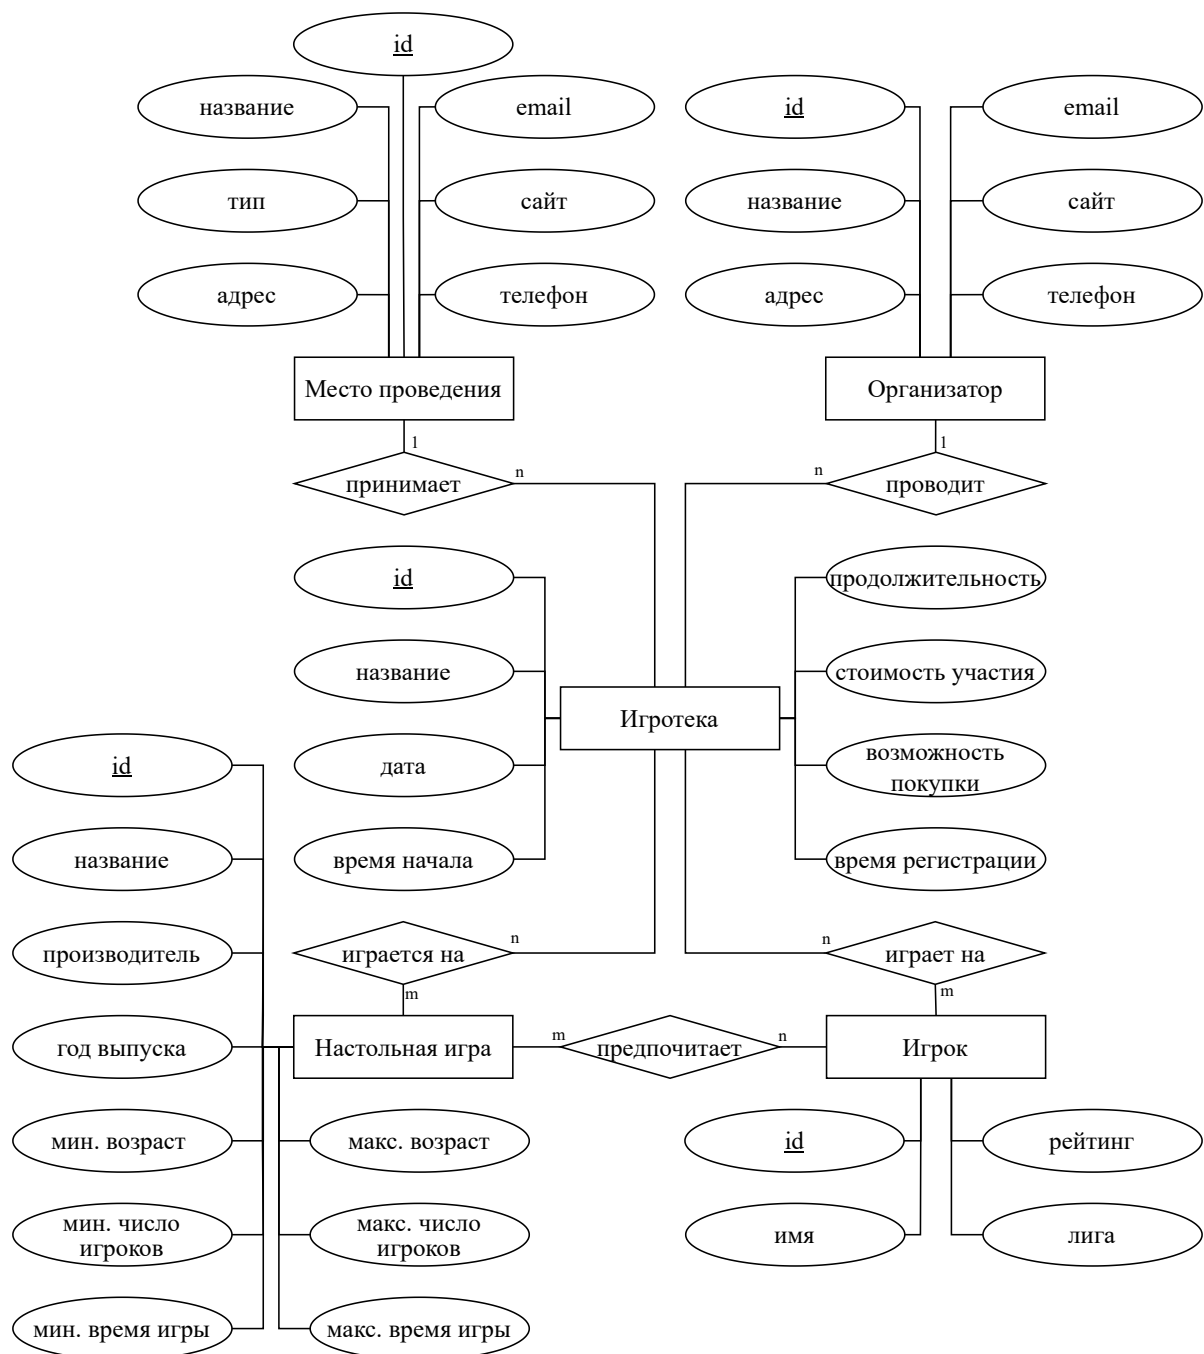 id
название
email
id
email
тип
сайт
название
сайт
адрес
телефон
адрес
телефон
Место проведения
Организатор
1
1
принимает
n
n
проводит
id
продолжительность
название
стоимость участия
Игротека
id
дата
возможность
покупки
название
время начала
время регистрации
производитель
играется на
n
n
играет на
m
m
год выпуска
Настольная игра
m
предпочитает
n
Игрок
мин. возраст
макс. возраст
id
рейтинг
мин. число
игроков
макс. число
игроков
имя
лига
мин. время игры
макс. время игры